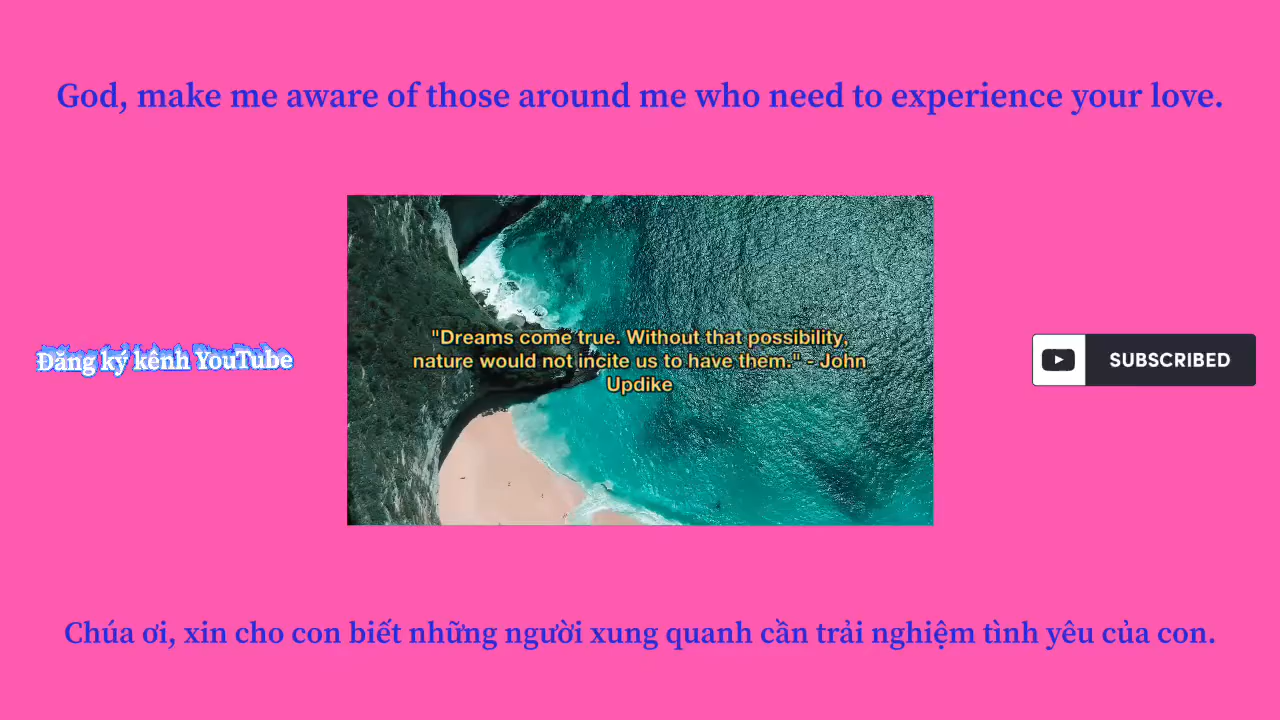 God, make me aware of those around me who need to experience your love.
"Dreams come true. Without that possibility,
nature would not incite us to have them." - John
Updike
Đăng ký kênh YouTube
SUBSCRIBED
Chúa ơi, xin cho con biết những người xung quanh cần trải nghiệm tình yêu của con.